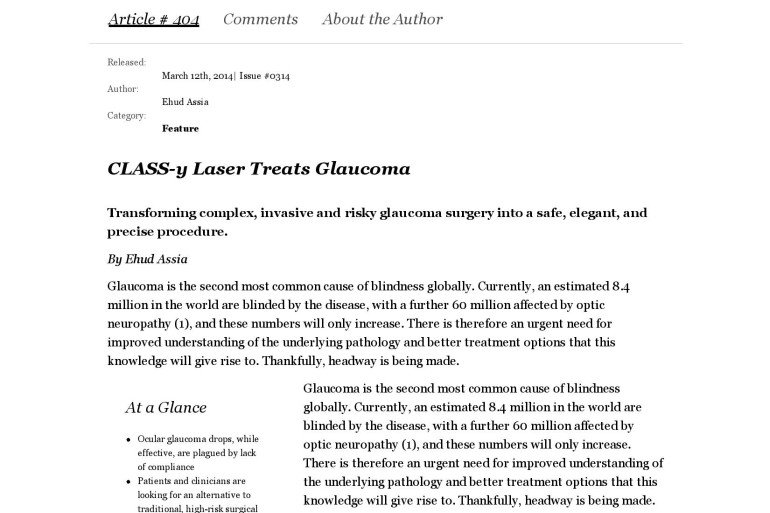 Article # 404 Comments About the Author
Released:
March 12th, 2014| Issue #0314
Author:
Ehud Assia
Category:
Feature
CLASS-y Laser Treats Glaucoma
Transforming complex, invasive and risky glaucoma surgery into a safe, elegant, and
precise procedure.
By Ehud Assia
Glaucoma is the second most common cause of blindness globally. Currently, an estimated 8.4
million in the world are blinded by the disease, with a further 60 million affected by optic
neuropathy (1), and these numbers will only increase. There is therefore an urgent need for
improved understanding of the underlying pathology and better treatment options that this
knowledge will give rise to. Thankfully, headway is being made.
At a Glance
Ocular glaucoma drops, while
effective, are plagued by lack
of compliance
Patients and clinicians are
looking for an alternative to
traditional, high-risk surgical
Glaucoma is the second most common cause of blindness
globally. Currently, an estimated 8.4 million in the world are
blinded by the disease, with a further 60 million affected by
optic neuropathy (1), and these numbers will only increase.
There is therefore an urgent need for improved understanding of
the underlying pathology and better treatment options that this
knowledge will give rise to. Thankfully, headway is being made.